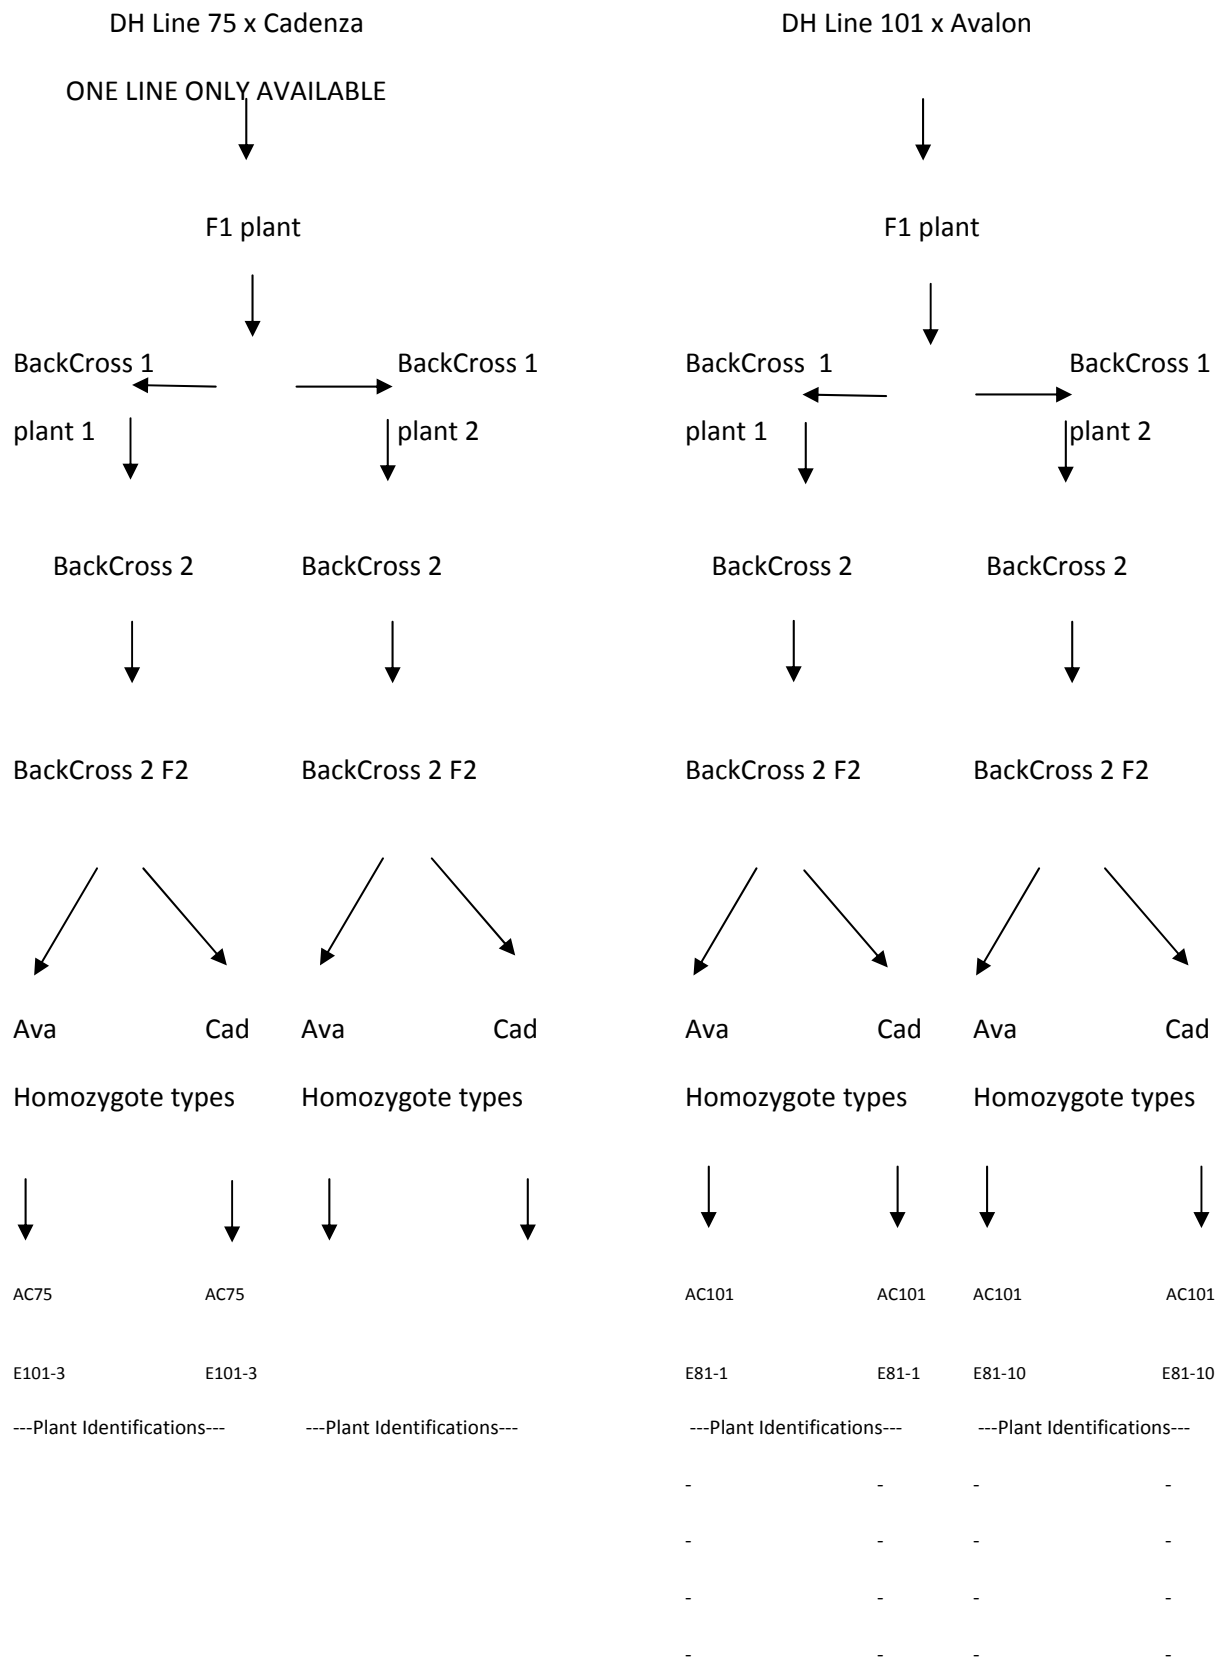 DH Line 75 x Cadenza DH Line 101 x Avalon
ONE LINE ONLY AVAILABLE
F1 plant F1 plant
BackCross 1 BackCross 1 BackCross 1 BackCross 1
plant 1 plant 2 plant 1 plant 2
BackCross 2 BackCross 2 BackCross 2 BackCross 2
BackCross 2 F2 BackCross 2 F2 BackCross 2 F2 BackCross 2 F2
Ava Cad Ava Cad Ava Cad Ava Cad
Homozygote types Homozygote types Homozygote types Homozygote types
AC75 AC75 AC101 AC101 AC101 AC101
E101-3 E101-3 E81-1 E81-1 E81-10 E81-10
---Plant Identifications--- ---Plant Identifications--- ---Plant Identifications--- ---Plant Identifications---
- - - -
- - - -
- - - -
- - - -